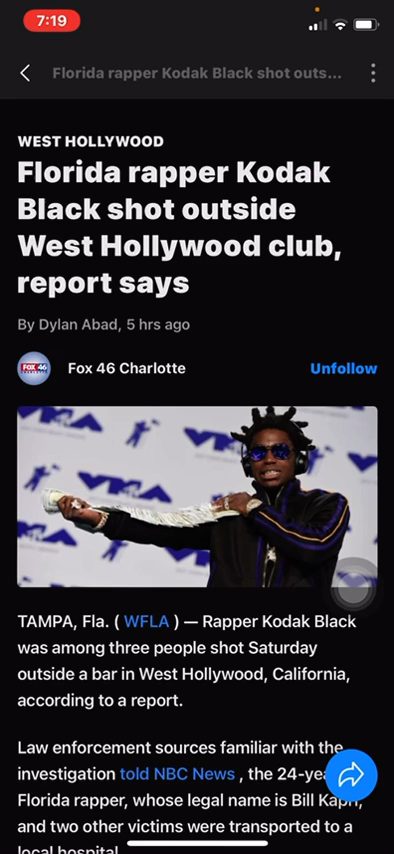 7:19
Florida rapper Kodak Black shot outs...
WEST HOLLYWOOD
Florida rapper Kodak
Black shot outside
West Hollywood club,
report says
By Dylan Abad, 5 hrs ago
FOX 46
Fox 46 Charlotte
Unfollow
TAMPA, Fla. ( WFLA ) — Rapper Kodak Black
was among three people shot Saturday
outside a bar in West Hollywood, California,
according to a report.
Law enforcement sources familiar with the
investigation told NBC News , the
Florida rapper, whose legal name is Bill Kapri,
and two other victims were transported to a
local hospital.